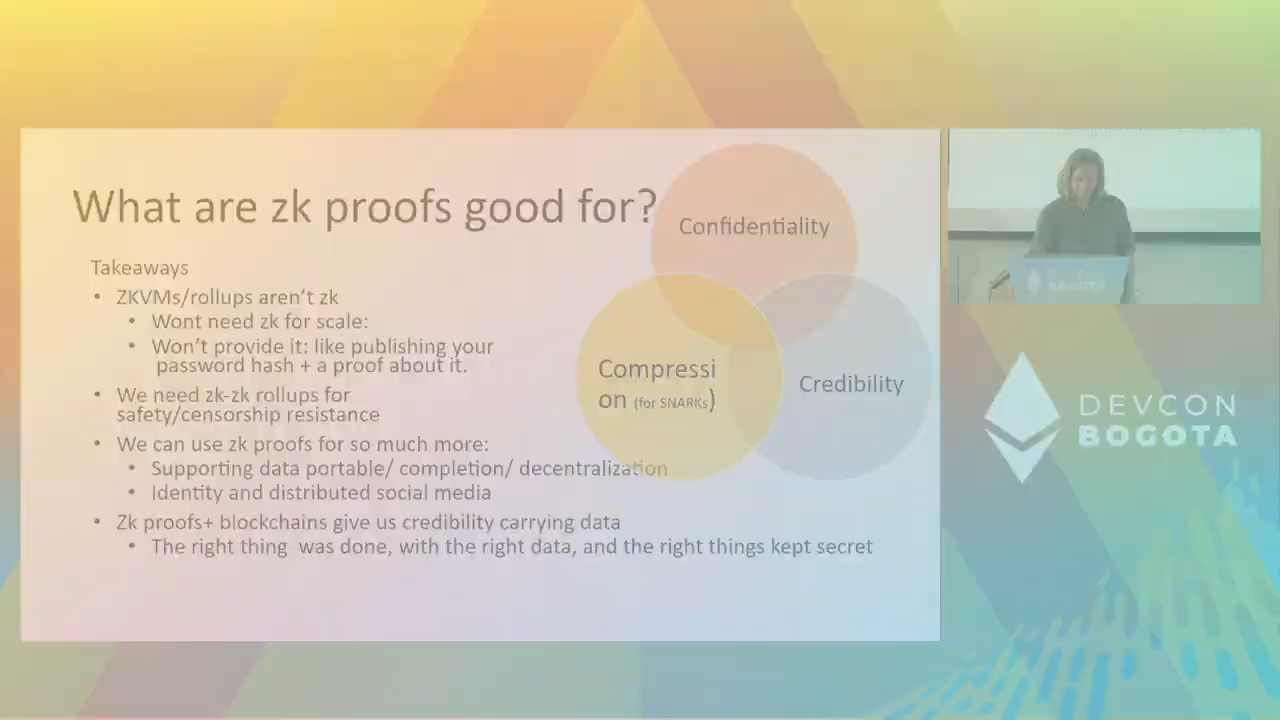 What are zk proofs good for?
Takeaways
• ZKVMs/rollups aren't zk
• Wont need zk for scale:
• Won't provide it: like publishing your
password hash + a proof about it.
• We need zk-zk rollups for
safety/censorship resistance
• We can use zk proofs for so much more:
• Supporting data portable/ completion/ decentralization
• Identity and distributed social media
• Zk proofs+ blockchains give us credibility carrying data
• The right thing was done, with the right data, and the right things kept secret
Confidentiality
Compressi
on (for SNARKs)
Credibility
DEVCON
BOGOTA
BOGOTA